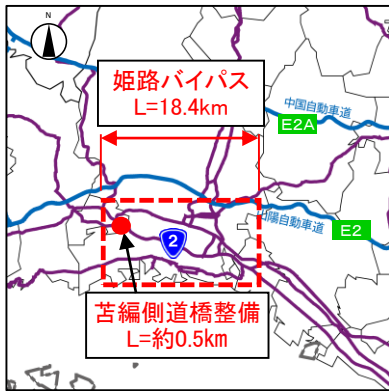 N
姫路バイパス
L=18.4km
中国自動車道
E2A
山陽自動車道
E2
2
苫編側道橋整備
L=約0.5km